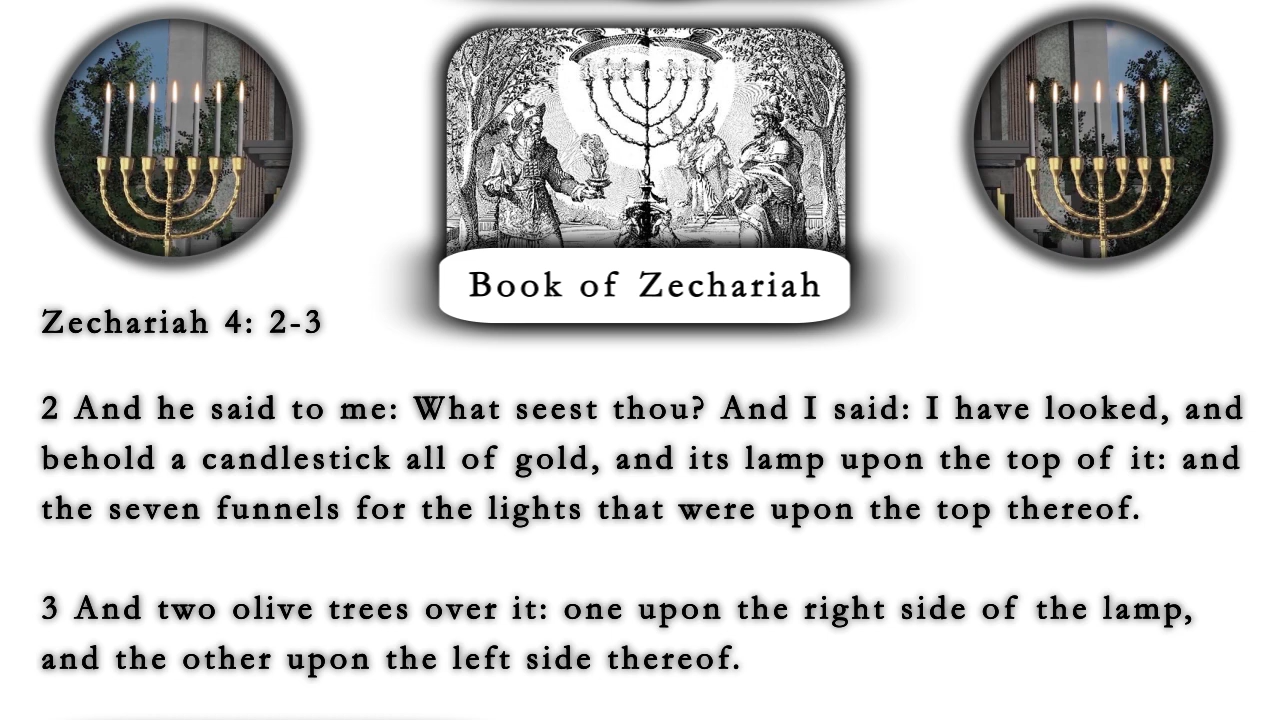 Book of Zechariah
Zechariah 4: 2-3
2 And he said to me: What seest thou? And I said: I have looked, and
behold a candlestick all of gold, and its lamp upon the top of it: and
the seven funnels for the lights that were upon the top thereof.
3 And two olive trees over it: one upon the right side of the lamp,
and the other upon the left side thereof.